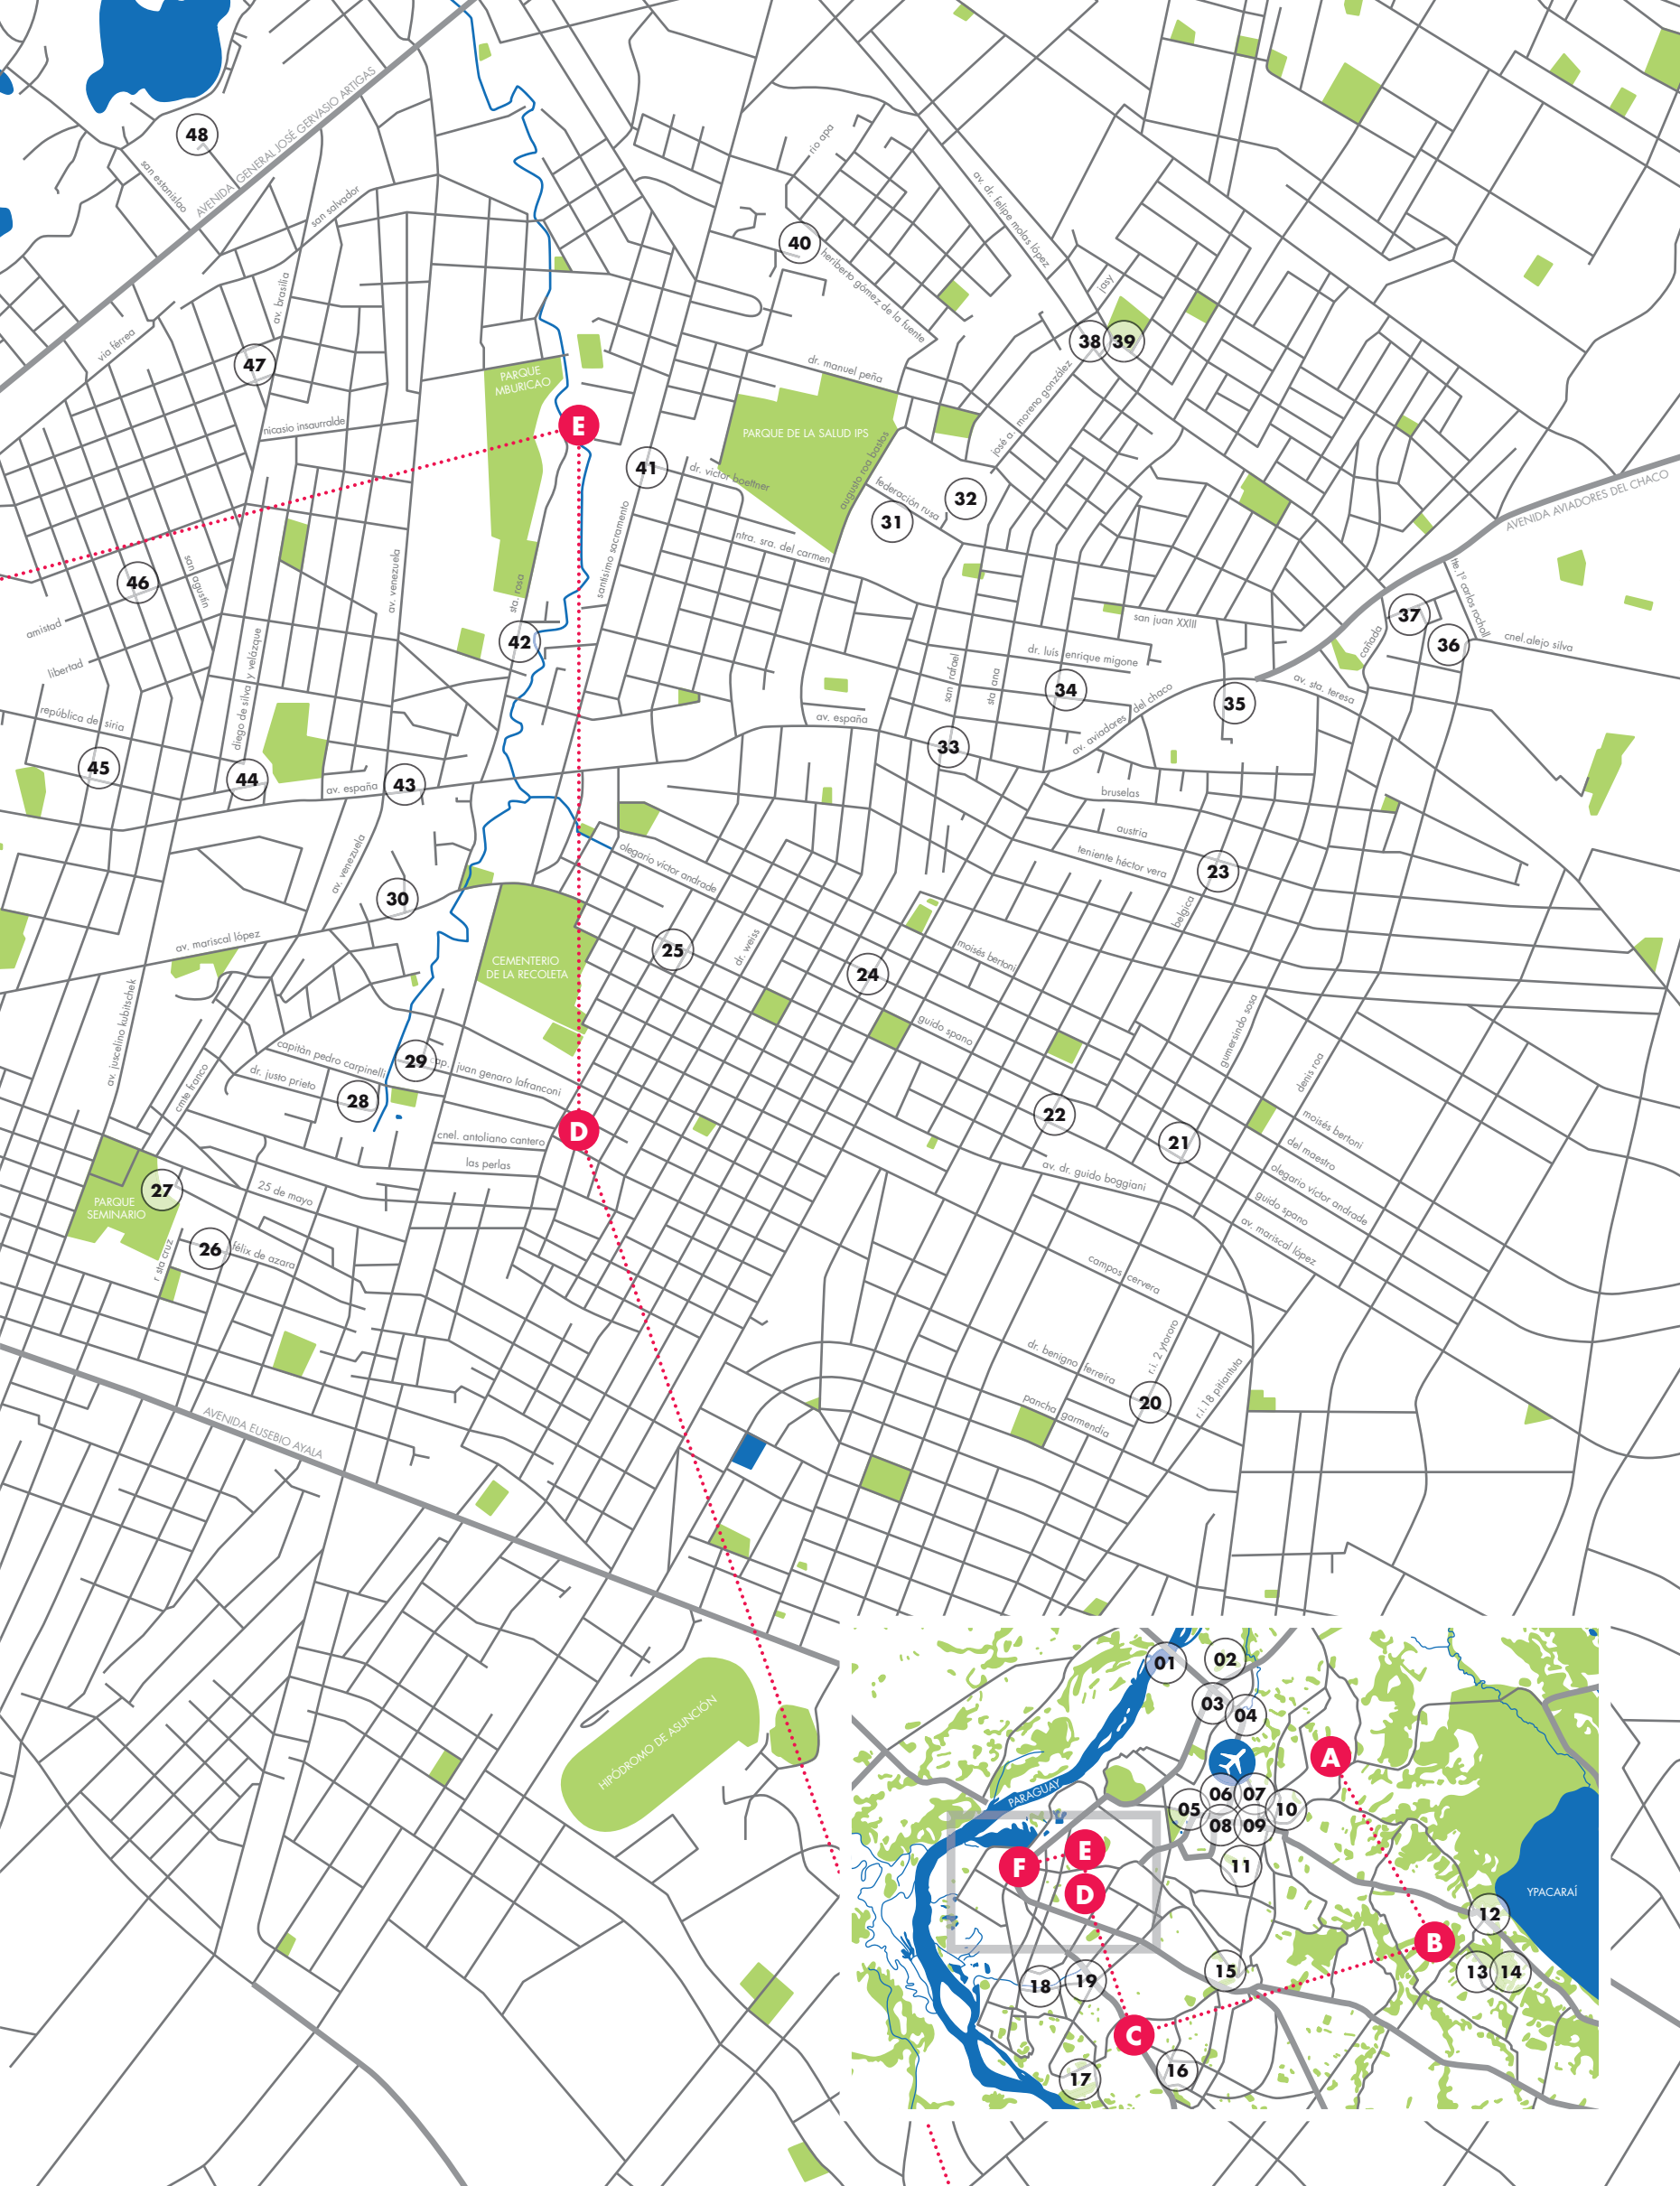 48
san estanislao
AVENIDA GENERAL JOSÉ GERVASIO ARTIGAS
san salvador
río apa
40
heriberto gómez de la fuente
av. dr. felipe molas lópez
jasy
38
39
av. brasilia
vía férrea
47
nicasio insaurralde
PARQUE
MBURICAO
E
dr. manuel peña
PARQUE DE LA SALUD IPS
josé a. moreno gonzález
augusto roa bastos
41
dr. victor boettner
federación rusa
32
31
AVENIDA AVIADORES DEL CHACO
ntra. sra. del carmen
santísimo sacramento
46
san agustín
av. venezuela
sta. rosa
amistad
libertad
42
san juan XXIII
37
36
cañada
tte.1º carlos rocholl
cnel.alejo silva
dr. luís enrique migone
san rafael
sta ana
34
35
av. sta. teresa
av. aviadores del chaco
república de siria
diego de silva y velázque
av. españa
33
45
44
av. españa
43
bruselas
austria
teniente héctor vera
23
belgica
av. venezuela
30
olegario victor andrade
av. mariscal lópez
CEMENTERIO
DE LA RECOLETA
25
dr. weiss
24
moisés bertoni
guido spano
gumersindo sosa
denis roa
av. juscelino kubitschek
cmte franco
capitán pedro carpinelli
dr. justo prieto
29
cap. juan genaro lafranconi
28
22
21
moisés bertoni
del maestro
olegario victor andrade
guido spano
av. mariscal lópez
D
cnel. antoliano cantero
las perlas
av. dr. guido boggiani
27
PARQUE
SEMINARIO
25 de mayo
26
félix de azara
r. sta cruz
campos cervera
dr. benigno ferreira
r.i. 2 ytororo
r.i.18 pitiantuta
20
pancha garmendia
AVENIDA EUSEBIO AYALA
HIPÓDROMO DE ASUNCIÓN
01
02
03
04
A
PARAGUAY
06
07
05
10
08
09
E
F
11
D
YPACARAÍ
12
B
13
14
15
18
19
C
16
17